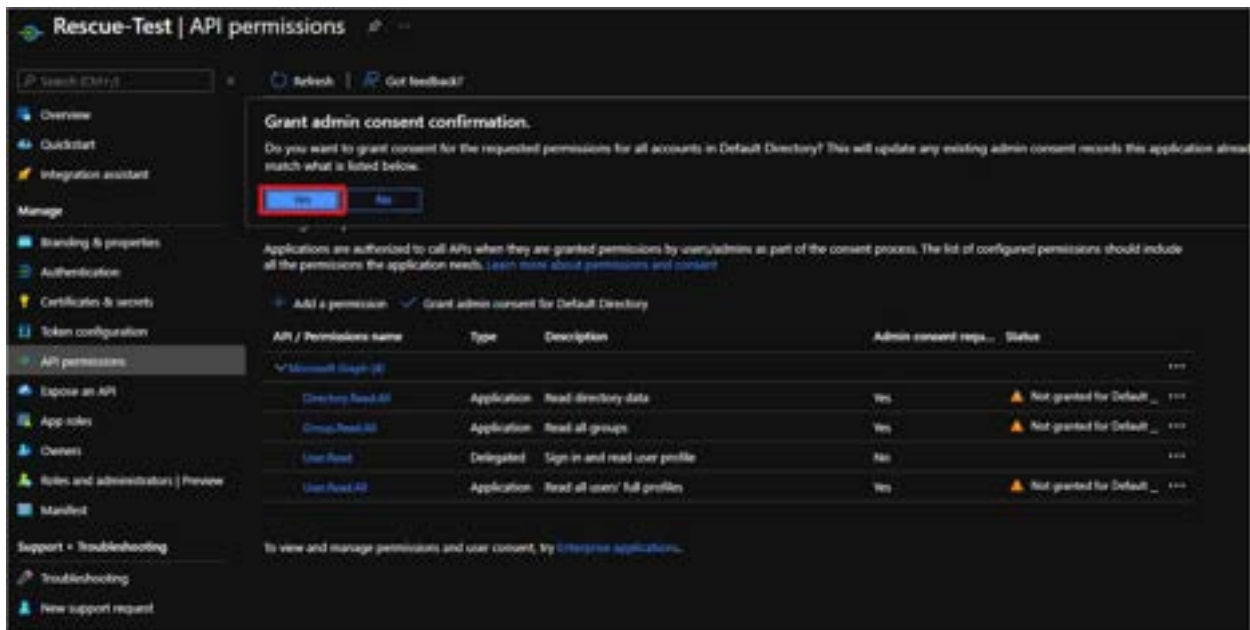 Rescue-Test | API permissions
Search (Ctrl+/)
Refresh | Got feedback?
Overview
Quickstart
Integration assistant
Manage
Branding & properties
Authentication
Certificates & secrets
Token configuration
API permissions
Expose an API
App roles
Owners
Roles and administrators | Preview
Manifest
Support + Troubleshooting
Troubleshooting
New support request
Grant admin consent confirmation.
Do you want to grant consent for the requested permissions for all accounts in Default Directory? This will update any existing admin consent records this application alread
match what is listed below.
Yes No
Applications are authorized to call APIs when they are granted permissions by users/admins as part of the consent process. The list of configured permissions should include
all the permissions the application needs. Learn more about permissions and consent
Add a permission Grant admin consent for Default Directory
API / Permissions name Type Description Admin consent requ... Status
Microsoft Graph (4) ...
Directory.Read.All Application Read directory data Yes Not granted for Default _ ...
Group.Read.All Application Read all groups Yes Not granted for Default _ ...
User.Read Delegated Sign in and read user profile No ...
User.Read.All Application Read all users' full profiles Yes Not granted for Default _ ...
To view and manage permissions and user consent, try Enterprise applications.